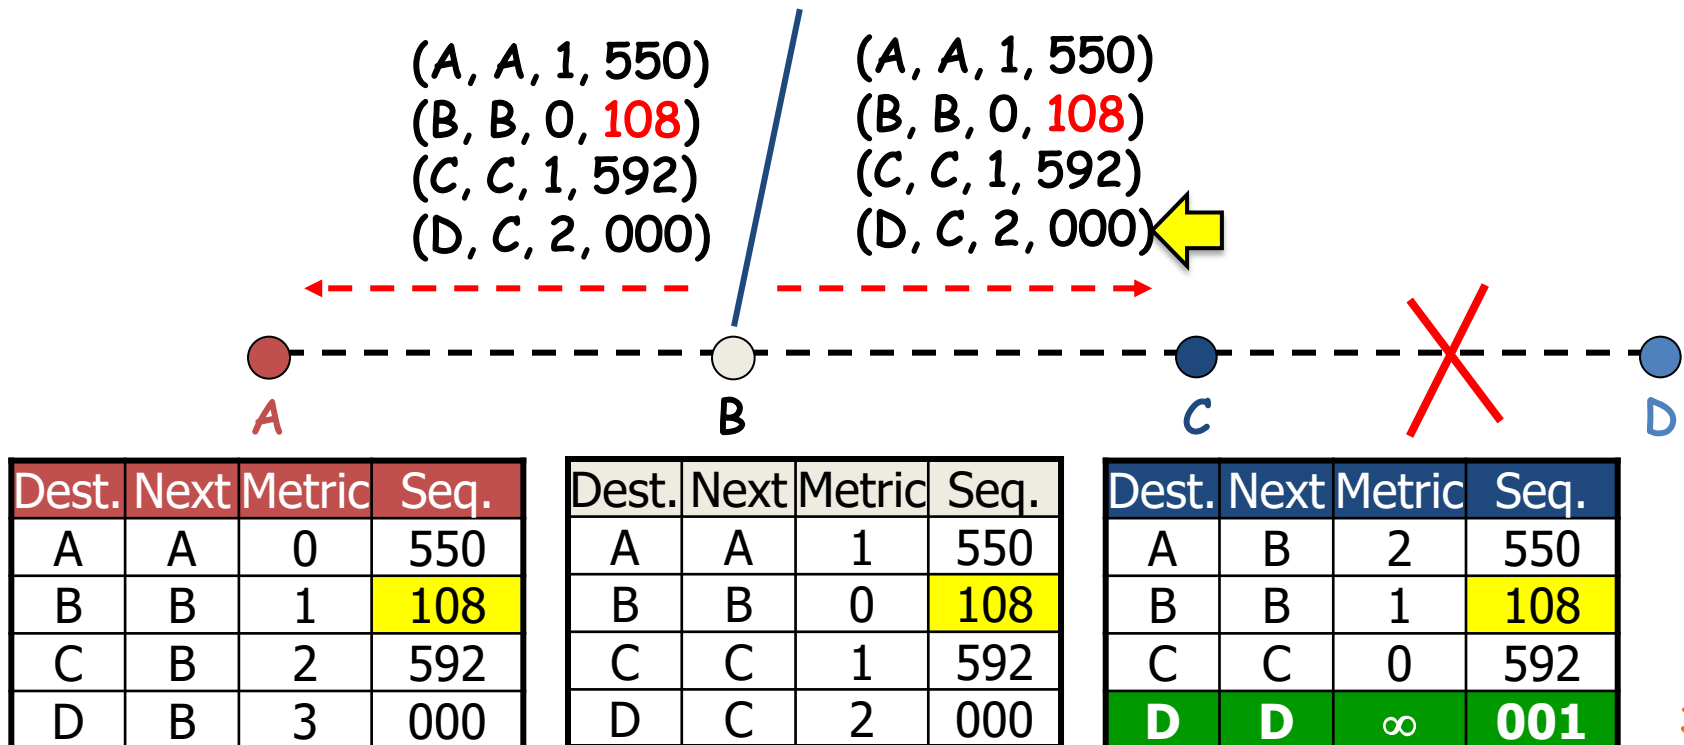 (A, A, 1, 550)
(B, B, 0, 108)
(C, C, 1, 592)
(D, C, 2, 000)
(A, A, 1, 550)
(B, B, 0, 108)
(C, C, 1, 592)
(D, C, 2, 000)
A
B
C
D
Dest. Next Metric Seq.
A A 0 550
B B 1 108
C B 2 592
D B 3 000
Dest. Next Metric Seq.
A A 1 550
B B 0 108
C C 1 592
D C 2 000
Dest. Next Metric Seq.
A B 2 550
B B 1 108
C C 0 592
D D ∞ 001